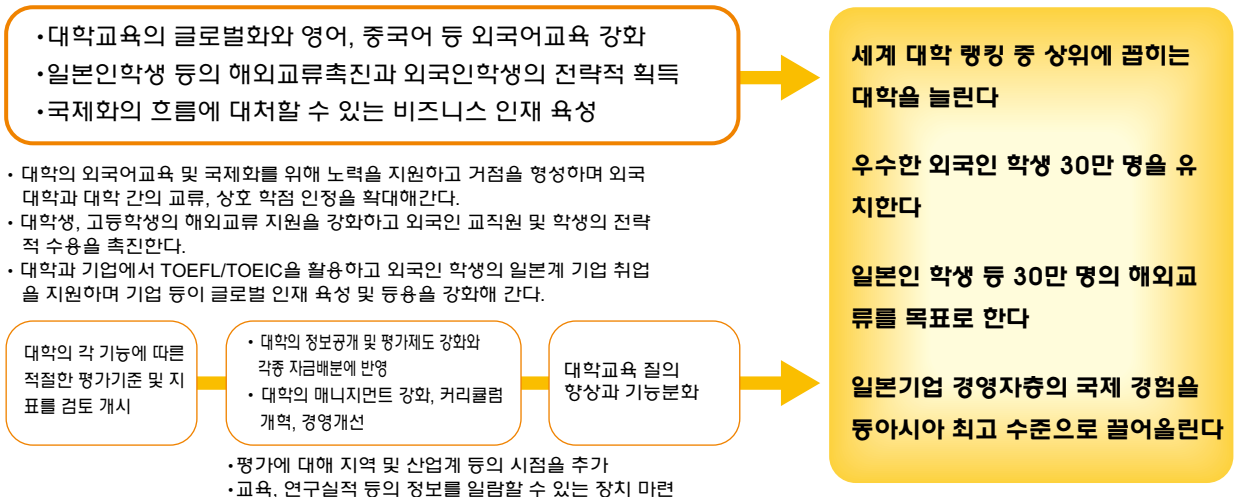 •대학교육의 글로벌화와 영어, 중국어 등 외국어교육 강화
•일본인학생 등의 해외교류촉진과 외국인학생의 전략적 획득
•국제화의 흐름에 대처할 수 있는 비즈니스 인재 육성
• 대학의 외국어교육 및 국제화를 위해 노력을 지원하고 거점을 형성하며 외국
대학과 대학 간의 교류, 상호 학점 인정을 확대해간다.
• 대학생, 고등학생의 해외교류 지원을 강화하고 외국인 교직원 및 학생의 전략
적 수용을 촉진한다.
• 대학과 기업에서 TOEFL/TOEIC을 활용하고 외국인 학생의 일본계 기업 취업
을 지원하며 기업 등이 글로벌 인재 육성 및 등용을 강화해 간다.
대학의 각 기능에 따른
적절한 평가기준 및 지
표를 검토 개시
• 대학의 정보공개 및 평가제도 강화와
각종 자금배분에 반영
• 대학의 매니지먼트 강화, 커리큘럼
개혁, 경영개선
대학교육 질의
향상과 기능분화
•평가에 대해 지역 및 산업계 등의 시점을 추가
•교육, 연구실적 등의 정보를 일람할 수 있는 장치 마련
세계 대학 랭킹 중 상위에 꼽히는
대학을 늘린다
우수한 외국인 학생 30만 명을 유
치한다
일본인 학생 등 30만 명의 해외교
류를 목표로 한다
일본기업 경영자층의 국제 경험을
동아시아 최고 수준으로 끌어올린다